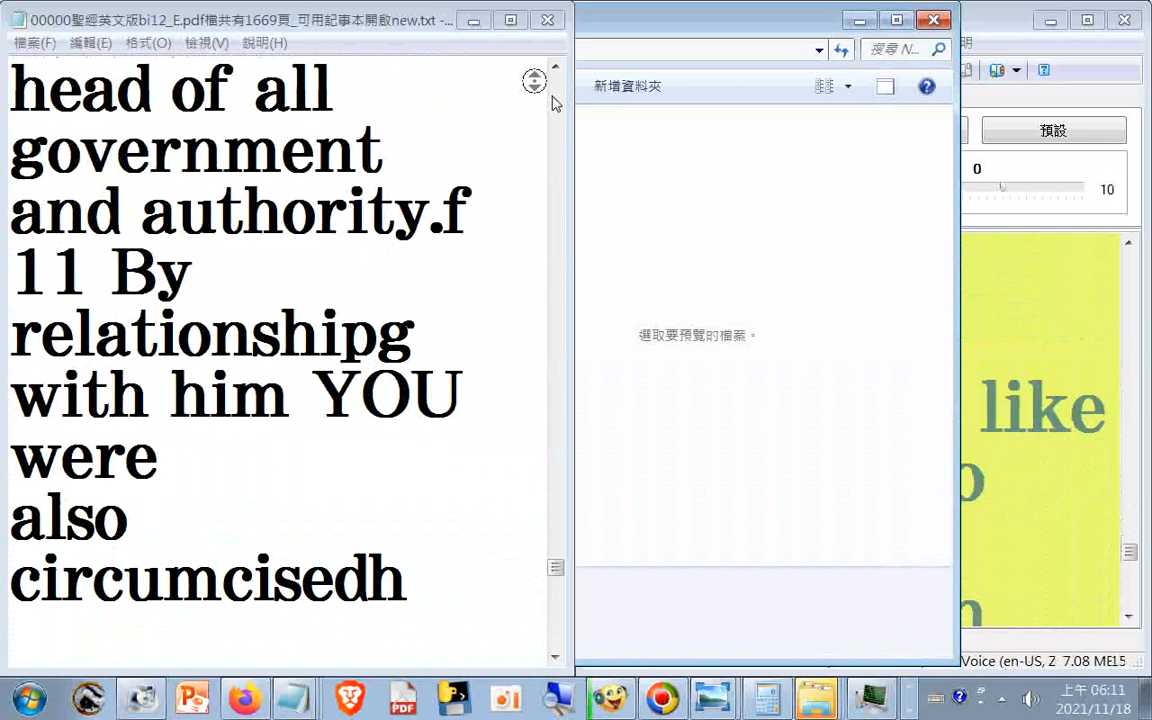 00000聖經英文版bi12_E.pdf檔共有1669頁_可用記事本開啟new.txt -...
檔案(F) 編輯(E) 格式(O) 檢視(V) 說明(H)
head of all
government
and authority.f
11 By
relationshipg
with him YOU
were
also
circumcisedh
搜尋 N...
新增資料夾
選取要預覽的檔案。
明
預設
0
10
like
Voice (en-US, Z 7.08 ME15
上午 06:11
2021/11/18